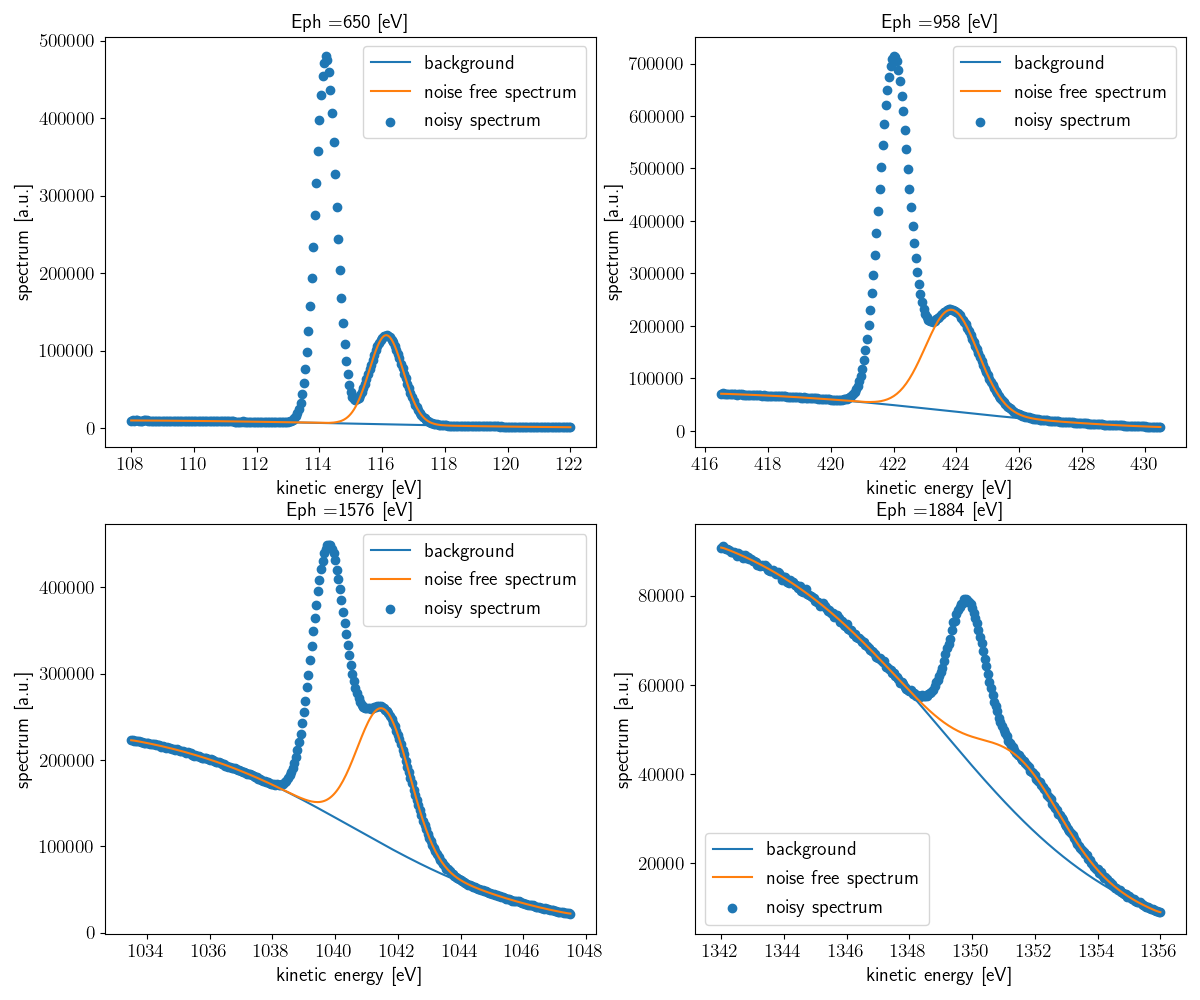 Eph =650 [eV]
500000
400000
300000
200000
100000
0
spectrum [a.u.]
background
noise free spectrum
noisy spectrum
108 110 112 114 116 118 120 122
kinetic energy [eV]
Eph =958 [eV]
700000
600000
500000
400000
300000
200000
100000
0
spectrum [a.u.]
background
noise free spectrum
noisy spectrum
416 418 420 422 424 426 428 430
kinetic energy [eV]
Eph =1576 [eV]
400000
300000
200000
100000
0
spectrum [a.u.]
background
noise free spectrum
noisy spectrum
1034 1036 1038 1040 1042 1044 1046 1048
kinetic energy [eV]
Eph =1884 [eV]
80000
60000
40000
20000
spectrum [a.u.]
background
noise free spectrum
noisy spectrum
1342 1344 1346 1348 1350 1352 1354 1356
kinetic energy [eV]